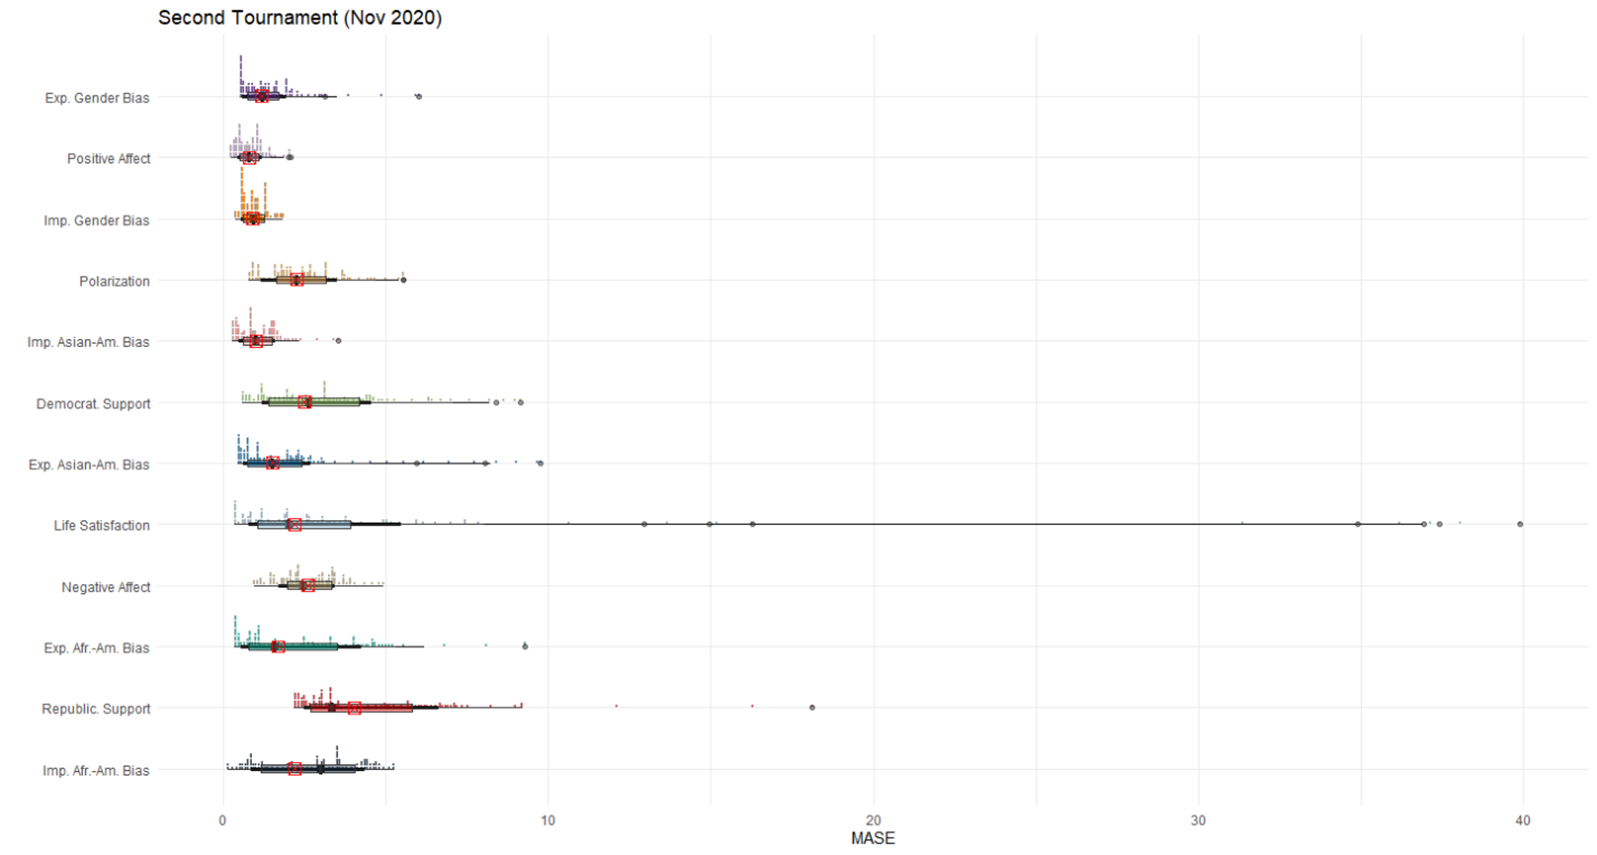 Second Tournament (Nov 2020)
Exp. Gender Bias
Positive Affect
Imp. Gender Bias
Polarization
Imp. Asian-Am. Bias
Democrat. Support
Exp. Asian-Am. Bias
Life Satisfaction
Negative Affect
Exp. Afr.-Am. Bias
Republic. Support
Imp. Afr.-Am. Bias
0 10 20 30 40
MASE